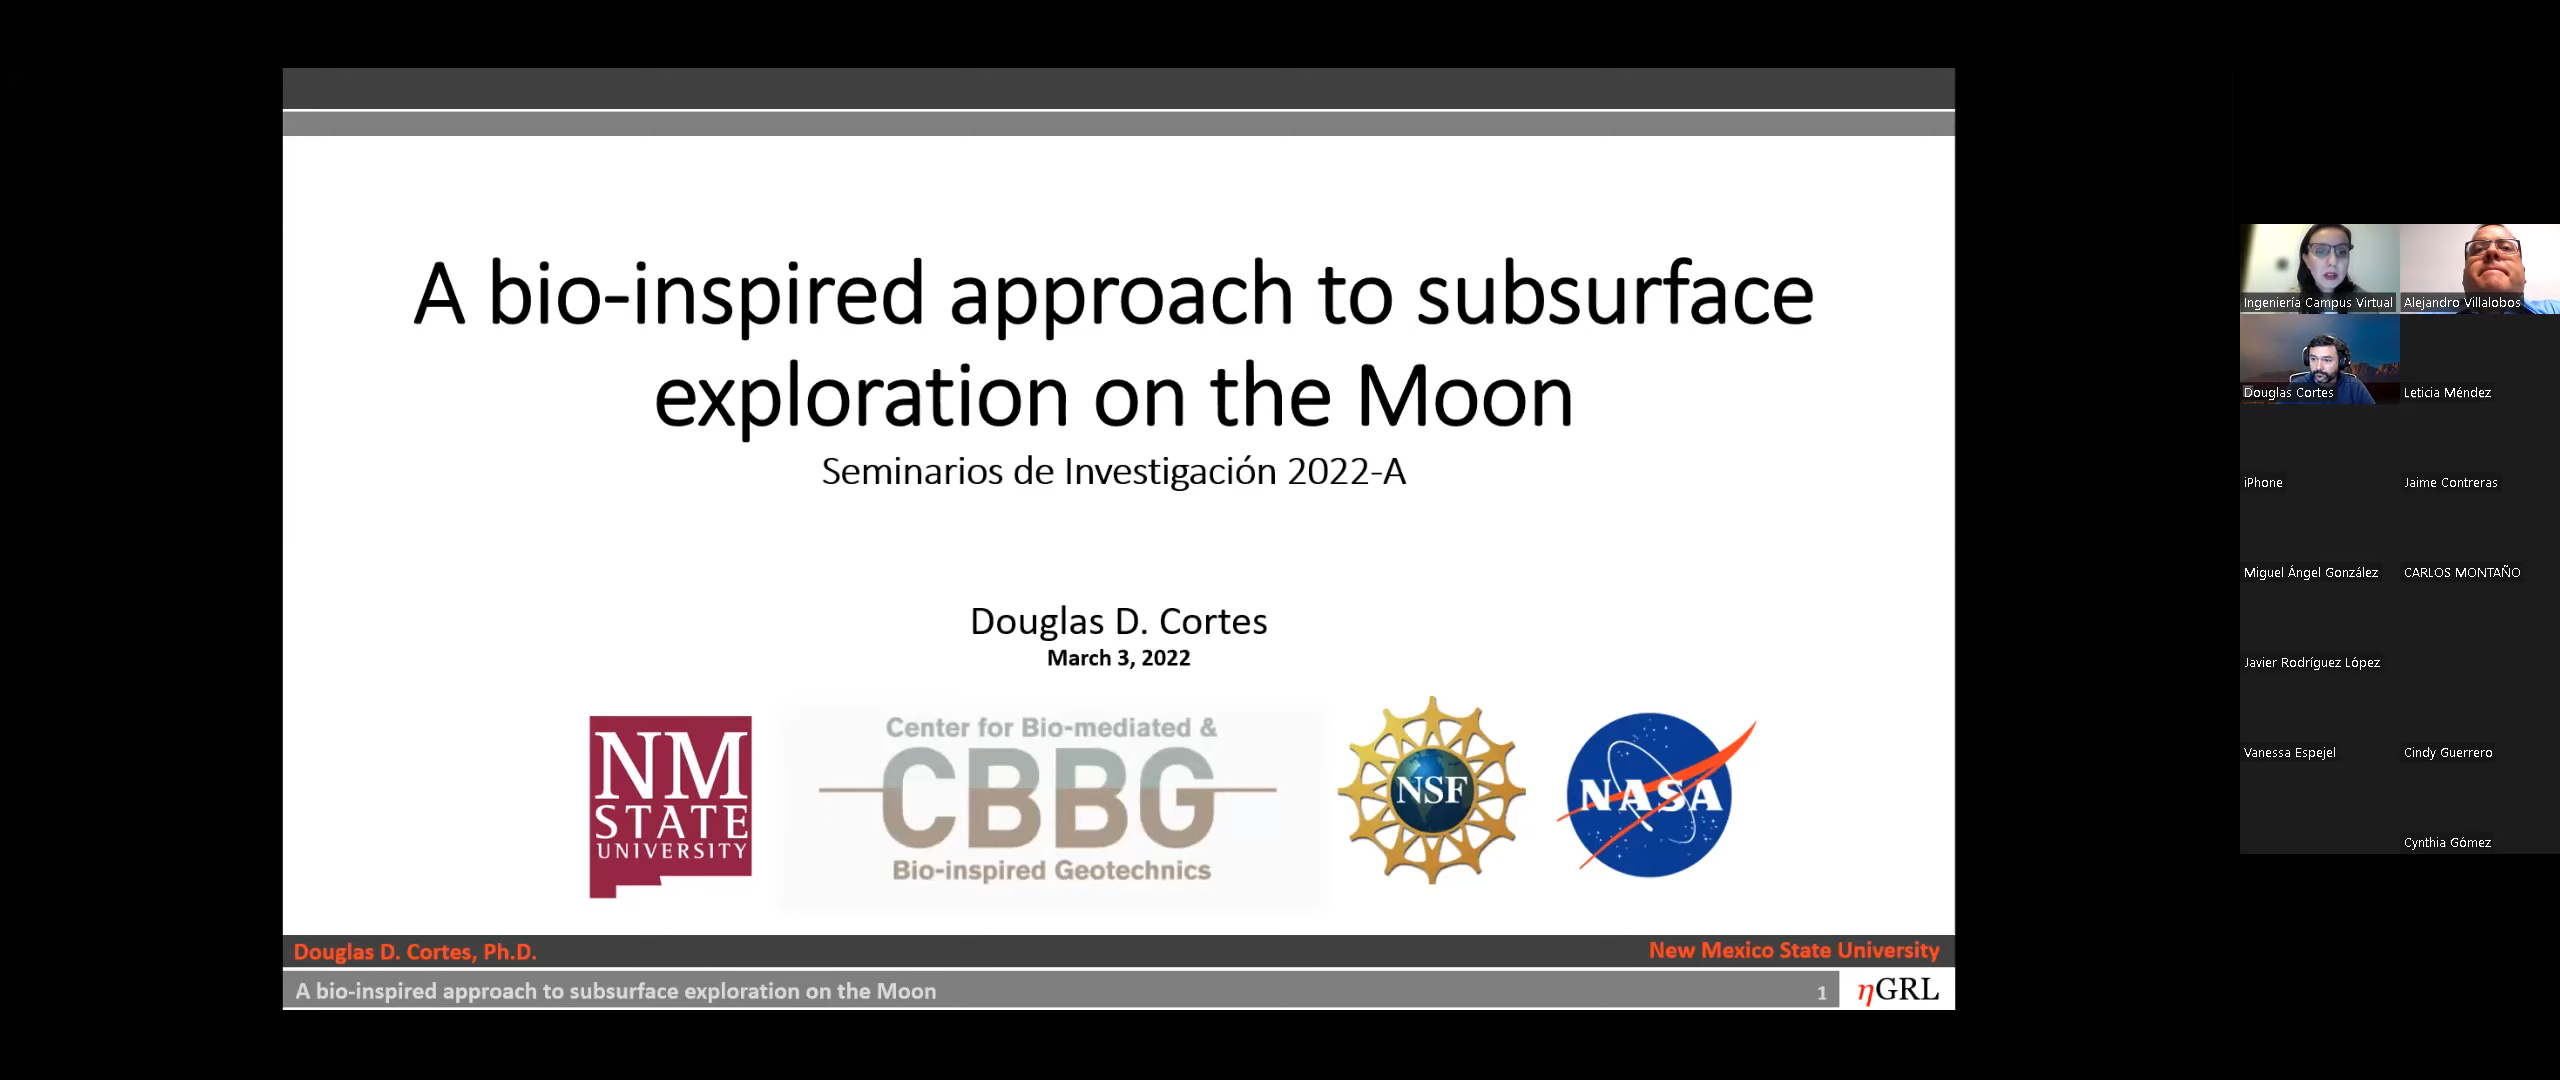 A bio-inspired approach to subsurface
exploration on the Moon
Seminarios de Investigación 2022-A
Douglas D. Cortes
March 3, 2022
NM
STATE
UNIVERSITY
Center for Bio-mediated &
CBBG
Bio-inspired Geotechnics
NSF
NASA
Douglas D. Cortes, Ph.D.
New Mexico State University
A bio-inspired approach to subsurface exploration on the Moon
1
ηGRL
Ingeniería Campus Virtual
Alejandro Villalobos
Douglas Cortes
Leticia Méndez
iPhone
Jaime Contreras
Miguel Ángel González
CARLOS MONTAÑO
Javier Rodríguez López
Vanessa Espejel
Cindy Guerrero
Cynthia Gómez